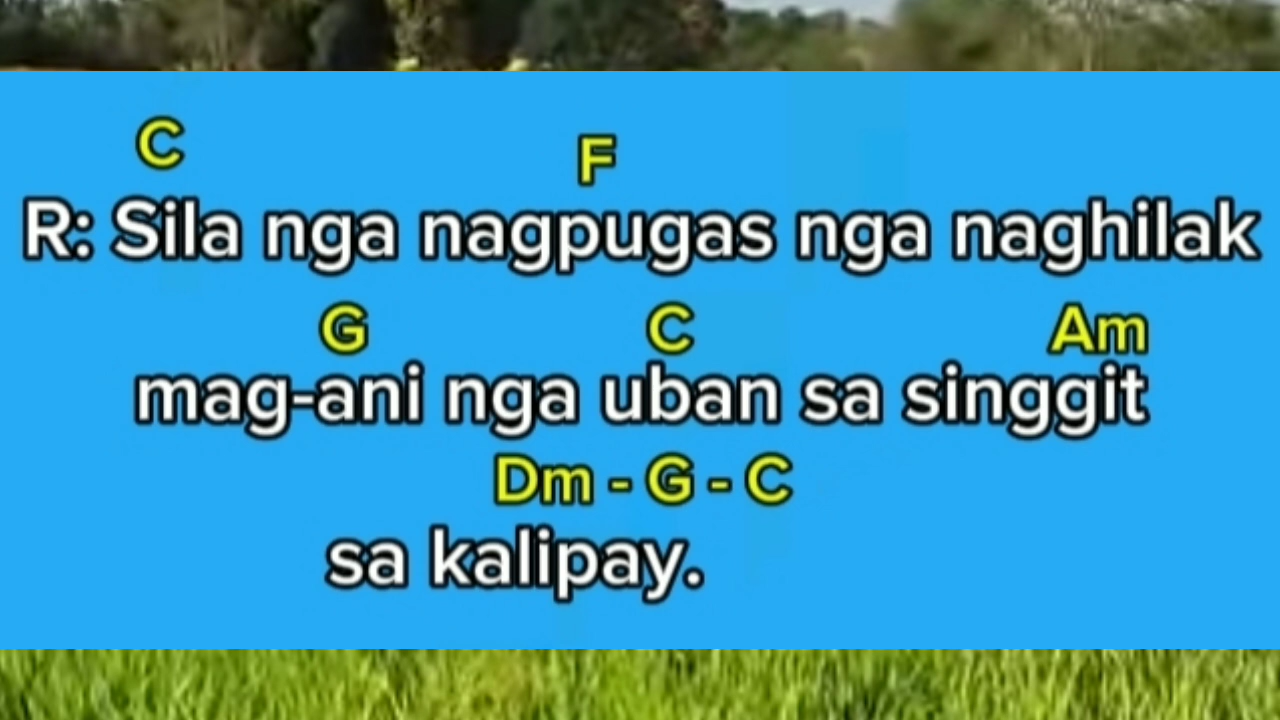 C F
R: Sila nga nagpugas nga naghilak
G C Am
mag-ani nga uban sa singgit
Dm - G - C
sa kalipay.